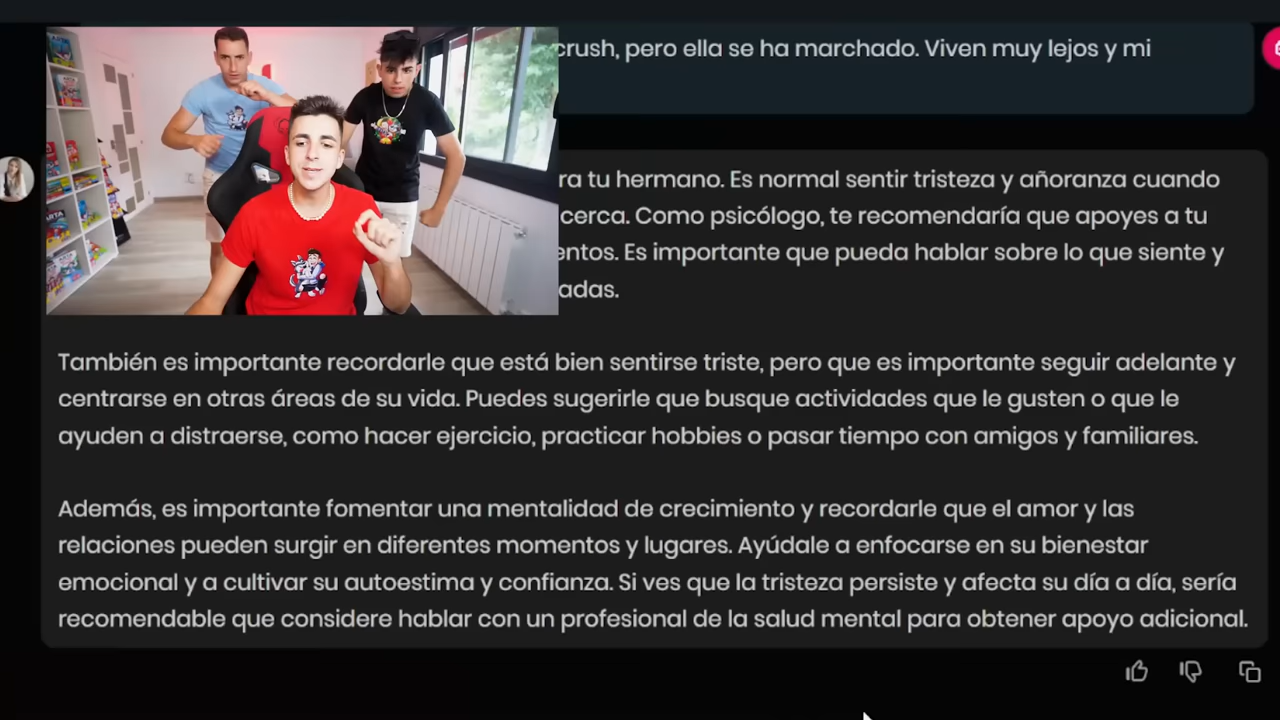 crush, pero ella se ha marchado. Viven muy lejos y mi
ra tu hermano. Es normal sentir tristeza y añoranza cuando
cerca. Como psicólogo, te recomendaría que apoyes a tu
entos. Es importante que pueda hablar sobre lo que siente y
adas.
También es importante recordarle que está bien sentirse triste, pero que es importante seguir adelante y
centrarse en otras áreas de su vida. Puedes sugerirle que busque actividades que le gusten o que le
ayuden a distraerse, como hacer ejercicio, practicar hobbies o pasar tiempo con amigos y familiares.
Además, es importante fomentar una mentalidad de crecimiento y recordarle que el amor y las
relaciones pueden surgir en diferentes momentos y lugares. Ayúdale a enfocarse en su bienestar
emocional y a cultivar su autoestima y confianza. Si ves que la tristeza persiste y afecta su día a día, sería
recomendable que considere hablar con un profesional de la salud mental para obtener apoyo adicional.